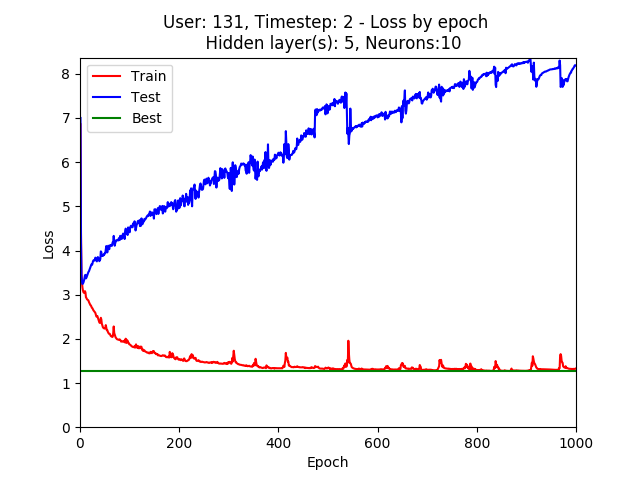 User: 131, Timestep: 2 - Loss by epoch
Hidden layer(s): 5, Neurons:10
Train
Test
Best
Loss
8
7
6
5
4
3
2
1
0
0 200 400 600 800 1000
Epoch